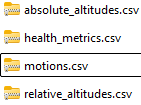 absolute_altitudes.csv
health_metrics.csv
motions.csv
relative_altitudes.csv